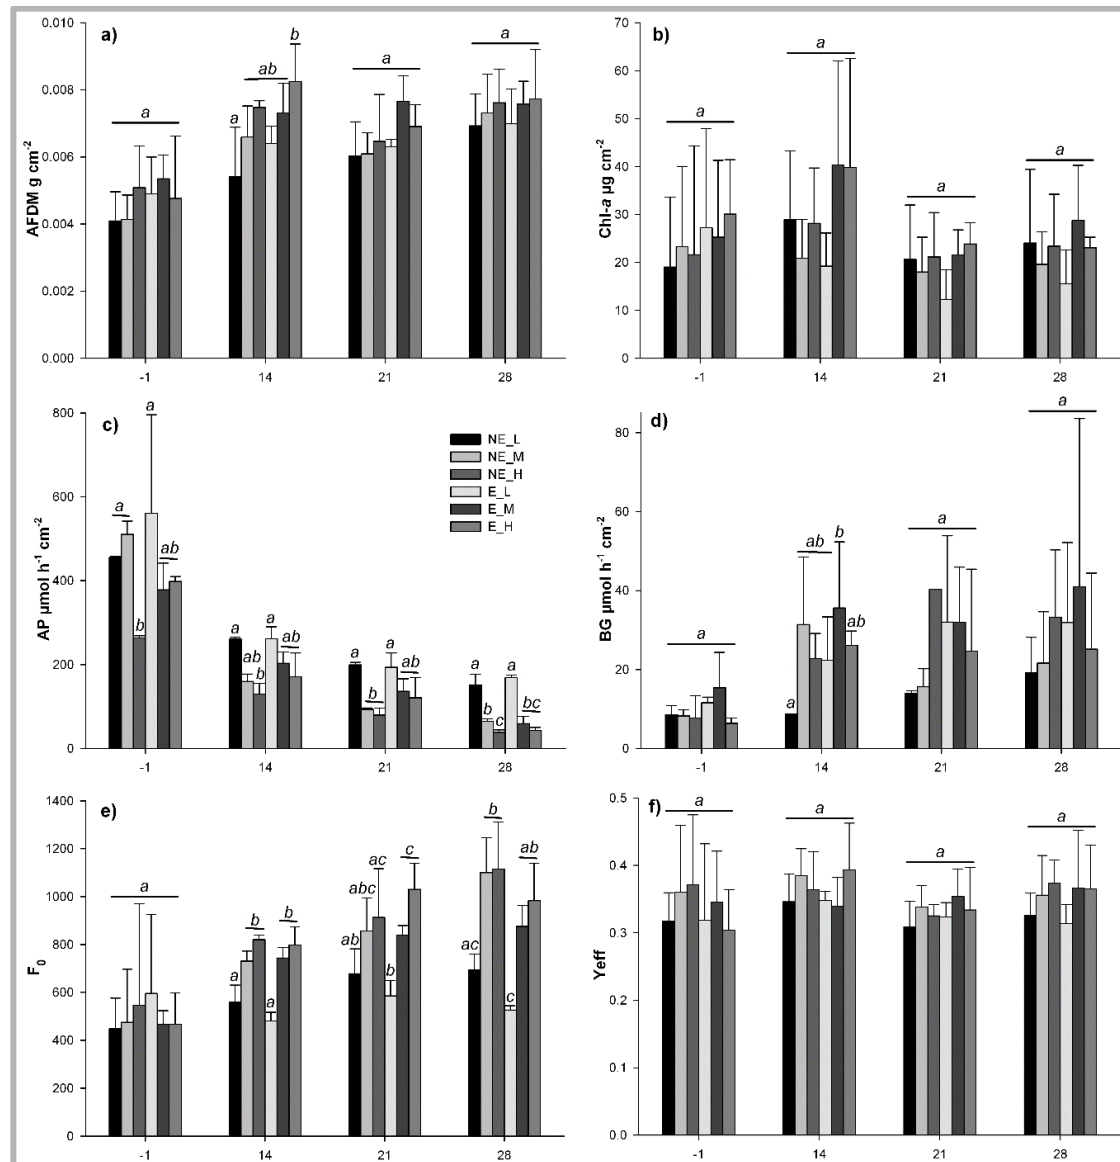 a)
AFDM g cm⁻²
0.010
0.008
0.006
0.004
0.002
0.000
a
a
ab
b
a
a
-1
14
21
28
b)
Chl-a µg cm⁻²
70
60
50
40
30
20
10
0
a
a
a
a
-1
14
21
28
c)
AP µmol h⁻¹ cm⁻²
800
600
400
200
0
a
b
a
ab
a
ab
b
a
ab
a
b
a
ab
a
b
c
a
bc
-1
14
21
28
NE_L
NE_M
NE_H
E_L
E_M
E_H
d)
BG µmol h⁻¹ cm⁻²
80
60
40
20
0
a
a
ab
b
ab
a
a
-1
14
21
28
e)
F₀
1400
1200
1000
800
600
400
200
0
a
a
b
a
b
ab
abc
ac
b
c
ac
b
c
ab
-1
14
21
28
f)
Yeff
0.5
0.4
0.3
0.2
0.1
0.0
a
a
a
a
-1
14
21
28